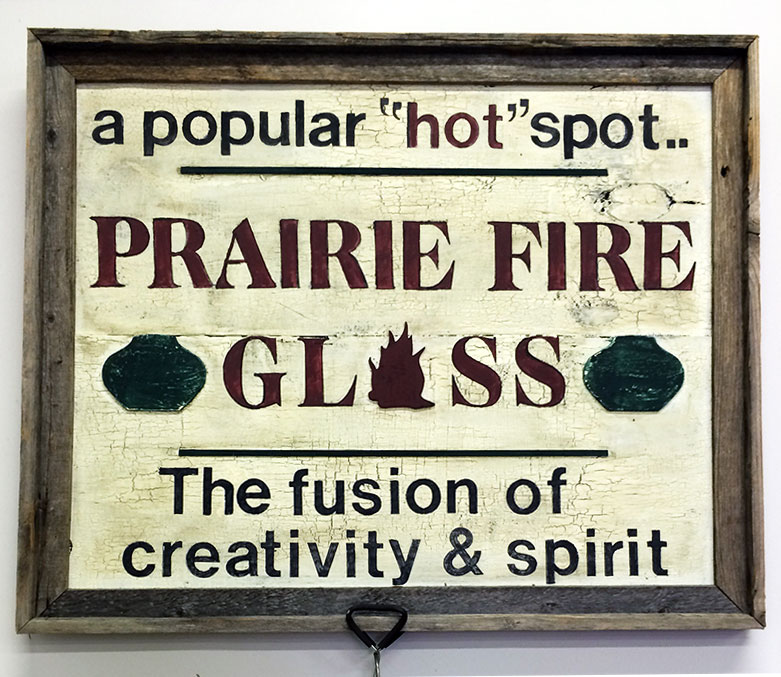 a popular "hot" spot..
PRAIRIE FIRE
GLASS
The fusion of
creativity & spirit